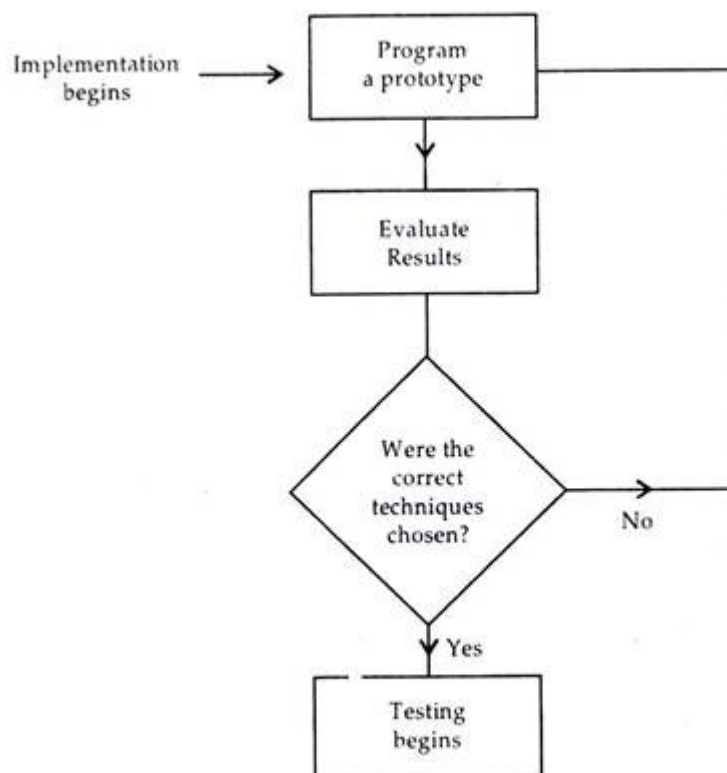 Implementation
begins
Program
a prototype
Evaluate
Results
Were the
correct
techniques
chosen?
No
Yes
Testing
begins